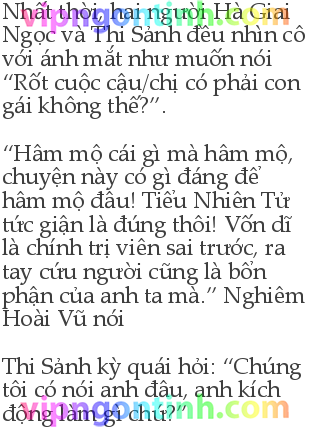 Nhất thời, hai người Hà Giai
Ngọc và Thi Sảnh đều nhìn cô
với ánh mắt như muốn nói
“Rốt cuộc cậu/chị có phải con
gái không thế?”.
“Hâm mộ cái gì mà hâm mộ,
chuyện này có gì đáng để
hâm mộ đâu! Tiểu Nhiên Tử
tức giận là đúng thôi! Vốn dĩ
là chính trị viên sai trước, ra
tay cứu người cũng là bổn
phận của anh ta mà.” Nghiêm
Hoài Vũ nói
Thi Sảnh kỳ quái hỏi: “Chúng
tôi có nói anh đâu, anh kích
động làm gì chứ?”
vipngontinh.com
vipngontinh.com